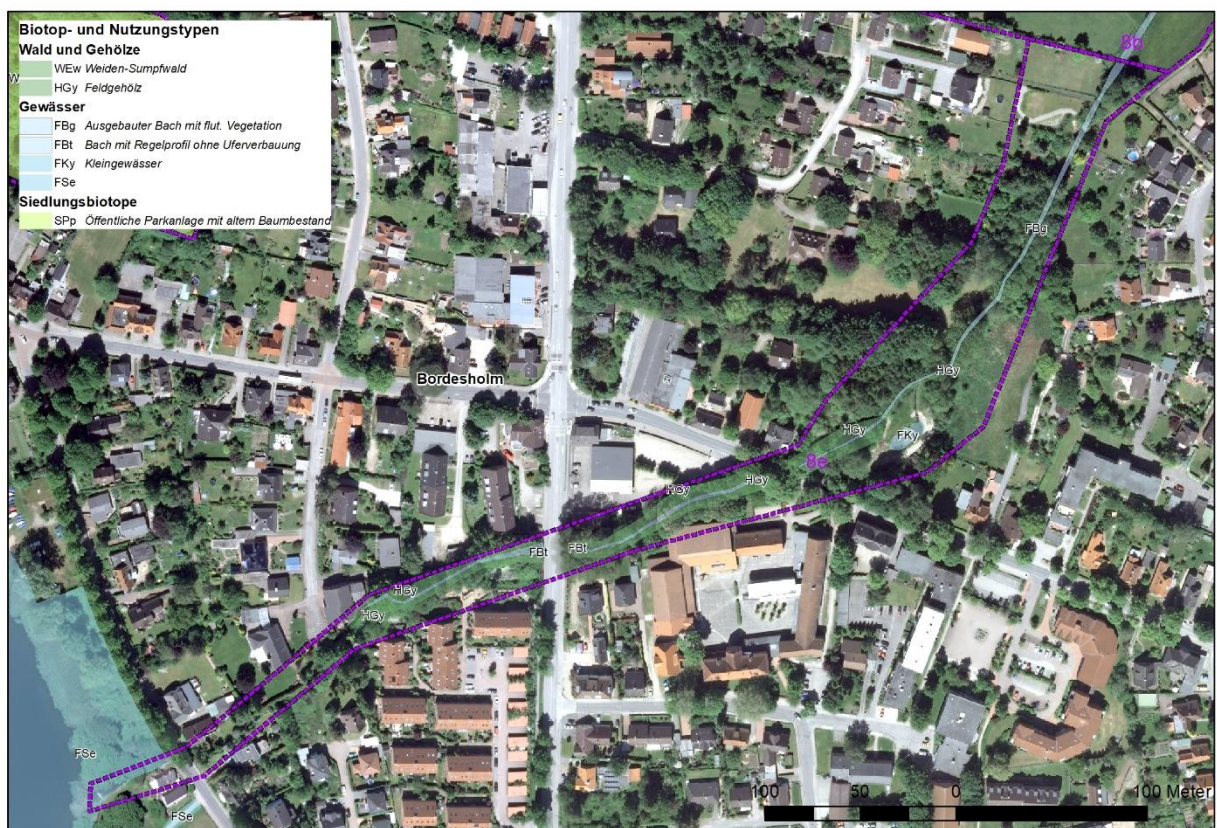 Biotop- und Nutzungstypen
Wald und Gehölze
WEw Weiden-Sumpfwald
HGy Feldgehölz
Gewässer
FBg Ausgebauter Bach mit flut. Vegetation
FBt Bach mit Regelprofil ohne Uferverbauung
FKy Kleingewässer
FSe
Siedlungsbiotope
SPp Öffentliche Parkanlage mit altem Baumbestand
W
8b
FBg
Bordesholm
HGy
HGy
FKy
8e
HGy
HGy
FBt
FBt
HGy
HGy
FSe
FSe
100 50 0 100 Meter